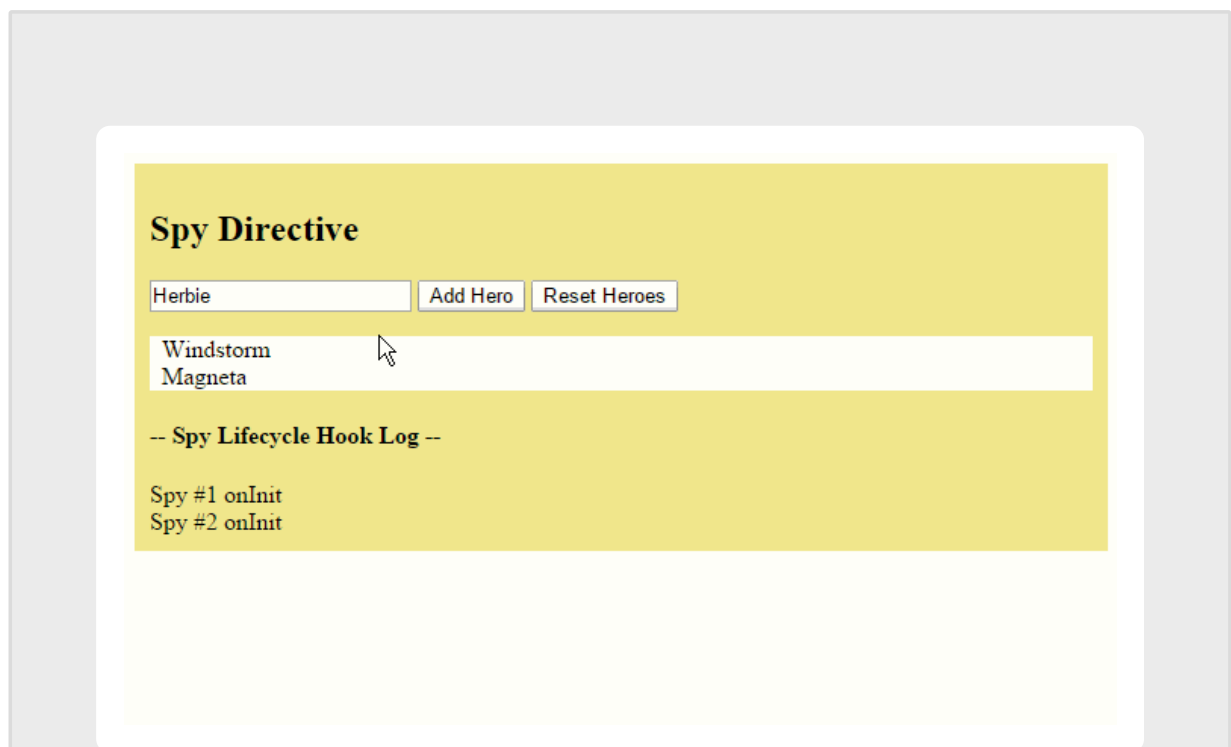 Spy Directive
Herbie Add Hero Reset Heroes
Windstorm
Magneta
-- Spy Lifecycle Hook Log --
Spy #1 onInit
Spy #2 onInit